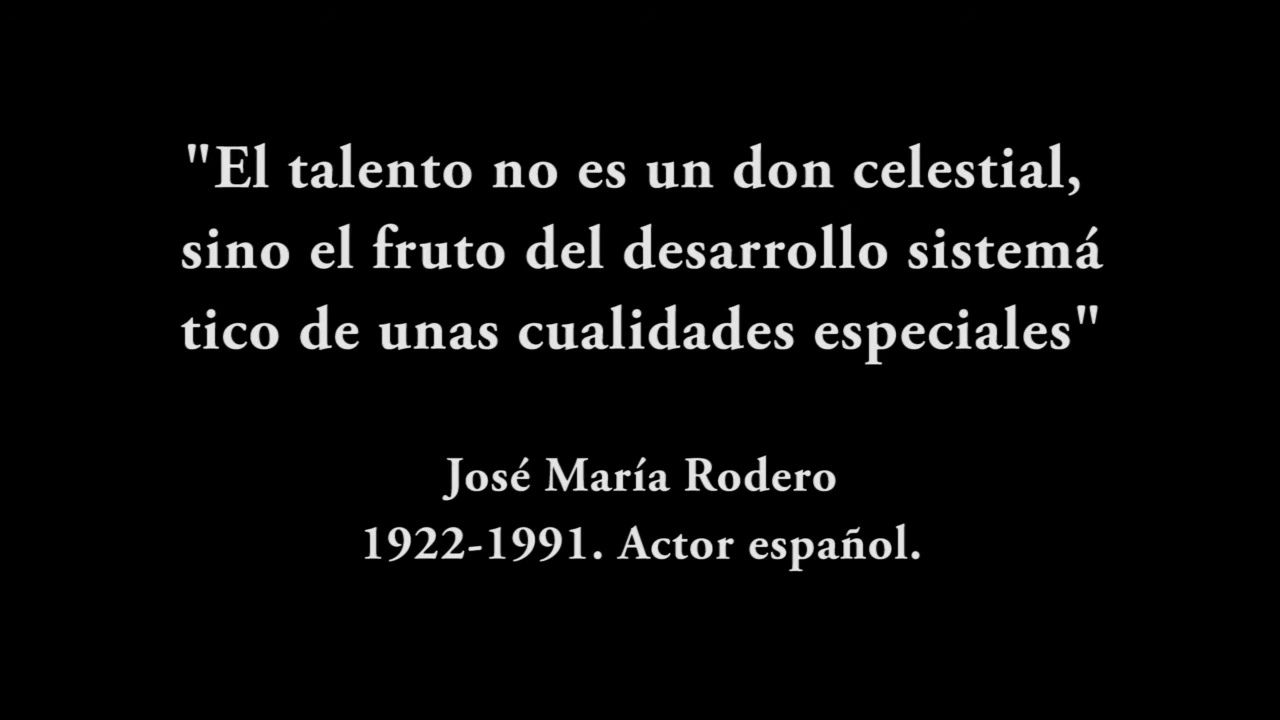 "El talento no es un don celestial,
sino el fruto del desarrollo sistemá
tico de unas cualidades especiales"
José María Rodero
1922-1991. Actor español.